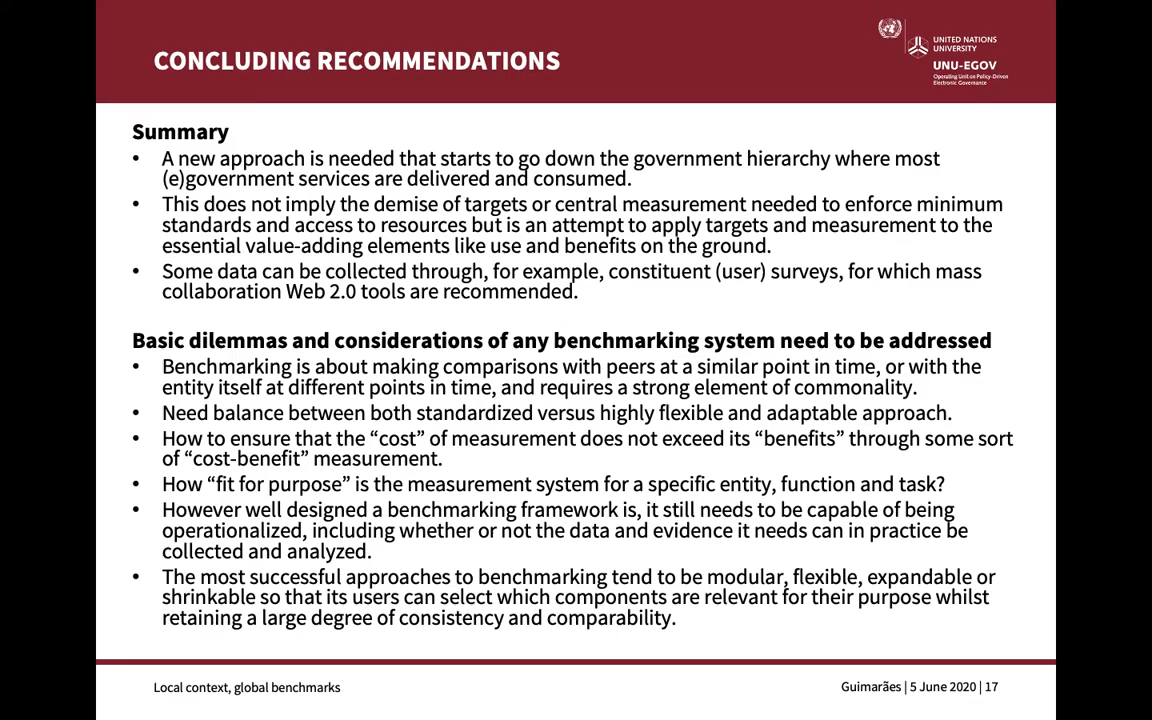 CONCLUDING RECOMMENDATIONS
UNITED NATIONS
UNIVERSITY
UNU-EGOV
Operating Unit on Policy-Driven
Electronic Governance
Summary
• A new approach is needed that starts to go down the government hierarchy where most
(e)government services are delivered and consumed.
• This does not imply the demise of targets or central measurement needed to enforce minimum
standards and access to resources but is an attempt to apply targets and measurement to the
essential value-adding elements like use and benefits on the ground.
• Some data can be collected through, for example, constituent (user) surveys, for which mass
collaboration Web 2.0 tools are recommended.
Basic dilemmas and considerations of any benchmarking system need to be addressed
• Benchmarking is about making comparisons with peers at a similar point in time, or with the
entity itself at different points in time, and requires a strong element of commonality.
• Need balance between both standardized versus highly flexible and adaptable approach.
• How to ensure that the “cost” of measurement does not exceed its “benefits” through some sort
of “cost-benefit” measurement.
• How “fit for purpose” is the measurement system for a specific entity, function and task?
• However well designed a benchmarking framework is, it still needs to be capable of being
operationalized, including whether or not the data and evidence it needs can in practice be
collected and analyzed.
• The most successful approaches to benchmarking tend to be modular, flexible, expandable or
shrinkable so that its users can select which components are relevant for their purpose whilst
retaining a large degree of consistency and comparability.
Local context, global benchmarks
Guimarães | 5 June 2020 | 17